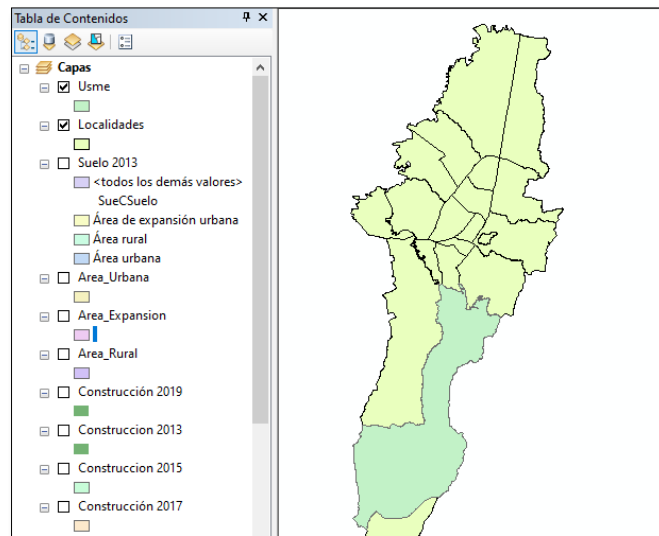 Tabla de Contenidos
Capas
Usme
Localidades
Suelo 2013
<todos los demás valores>
SueCSuelo
Área de expansión urbana
Área rural
Área urbana
Area_Urbana
Area_Expansion
Area_Rural
Construcción 2019
Construccion 2013
Construccion 2015
Construcción 2017